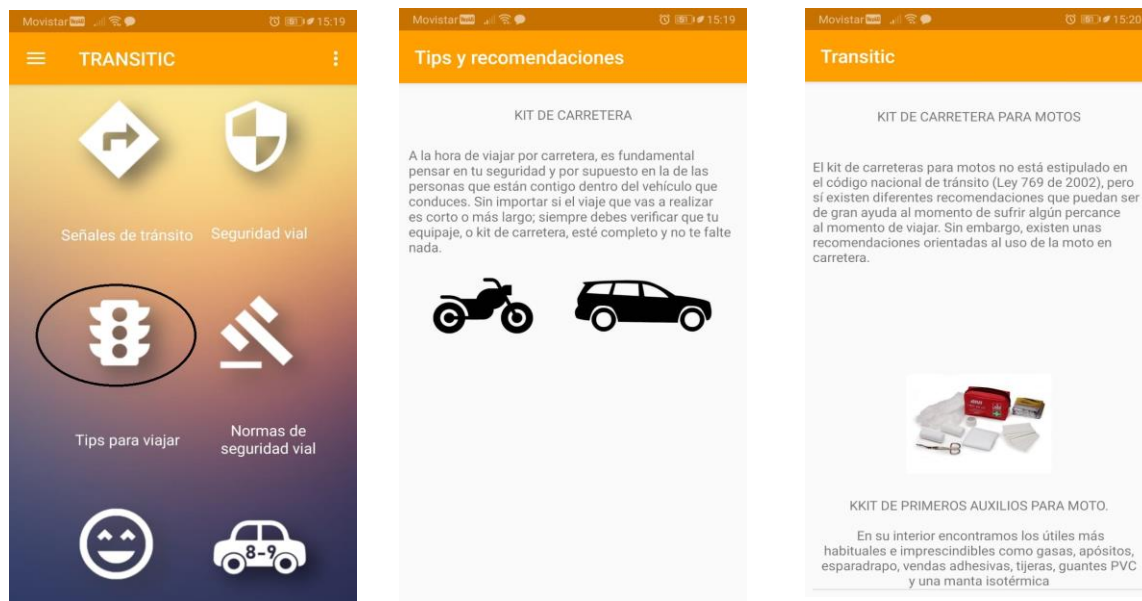 Movistar 15:19
TRANSITIC
Señales de tránsito
Seguridad vial
Tips para viajar
Normas de
seguridad vial
8-9
Movistar 15:19
Tips y recomendaciones
KIT DE CARRETERA
A la hora de viajar por carretera, es fundamental
pensar en tu seguridad y por supuesto en la de las
personas que están contigo dentro del vehículo que
conduces. Sin importar si el viaje que vas a realizar
es corto o más largo; siempre debes verificar que tu
equipaje, o kit de carretera, esté completo y no te falte
nada.
Movistar 15:20
Transitic
KIT DE CARRETERA PARA MOTOS
El kit de carreteras para motos no está estipulado en
el código nacional de tránsito (Ley 769 de 2002), pero
sí existen diferentes recomendaciones que puedan ser
de gran ayuda al momento de sufrir algún percance
al momento de viajar. Sin embargo, existen unas
recomendaciones orientadas al uso de la moto en
carretera.
KKIT DE PRIMEROS AUXILIOS PARA MOTO.
En su interior encontramos los útiles más
habituales e imprescindibles como gasas, apósitos,
esparadrapo, vendas adhesivas, tijeras, guantes PVC
y una manta isotérmica